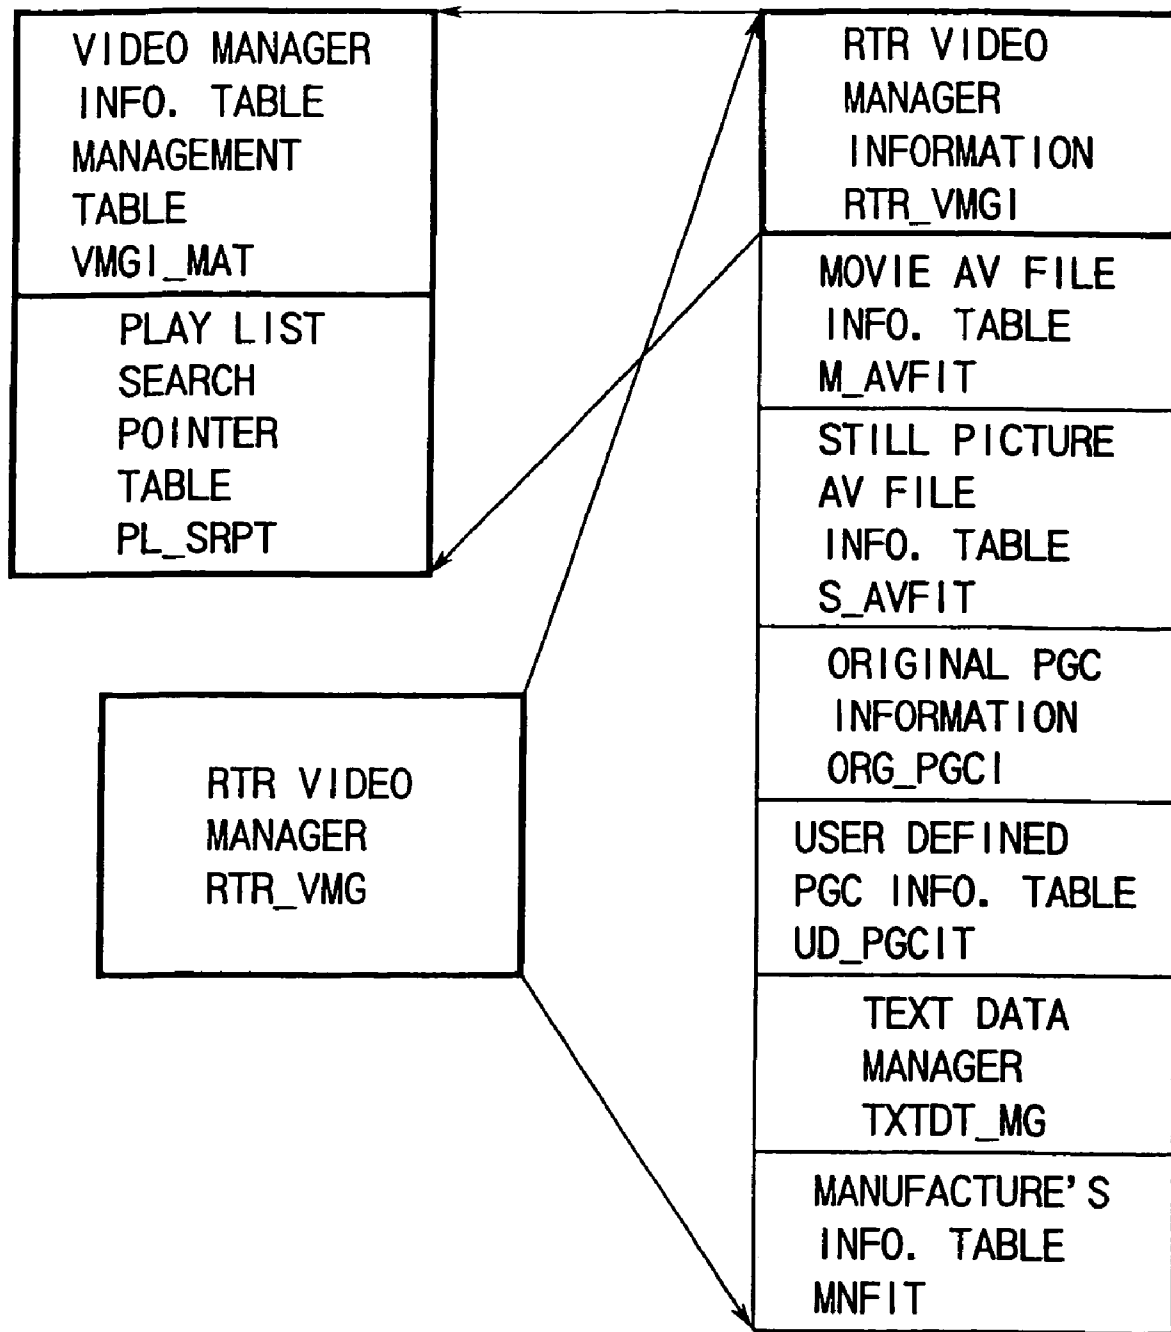 VIDEO MANAGER
INFO. TABLE
MANAGEMENT
TABLE
VMGI_MAT
PLAY LIST
SEARCH
POINTER
TABLE
PL_SRPT
RTR VIDEO
MANAGER
RTR_VMG
RTR VIDEO
MANAGER
INFORMATION
RTR_VMGI
MOVIE AV FILE
INFO. TABLE
M_AVFIT
STILL PICTURE
AV FILE
INFO. TABLE
S_AVFIT
ORIGINAL PGC
INFORMATION
ORG_PGCI
USER DEFINED
PGC INFO. TABLE
UD_PGCIT
TEXT DATA
MANAGER
TXTDT_MG
MANUFACTURE'S
INFO. TABLE
MNFIT